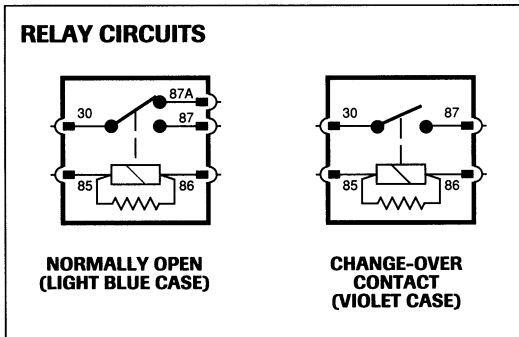 RELAY CIRCUITS
87A
30
87
85
86
30
87
85
86
NORMALLY OPEN
(LIGHT BLUE CASE)
CHANGE-OVER
CONTACT
(VIOLET CASE)